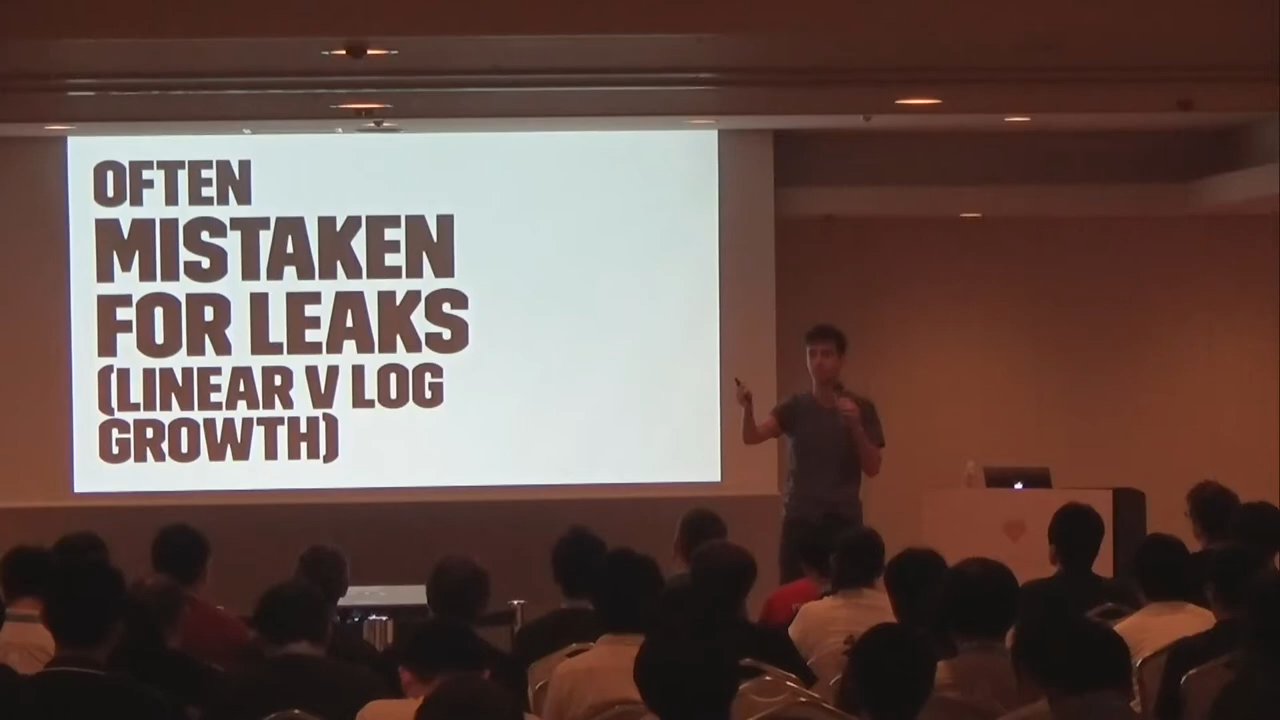 OFTEN
MISTAKEN
FOR LEAKS
(LINEAR V LOG
GROWTH)